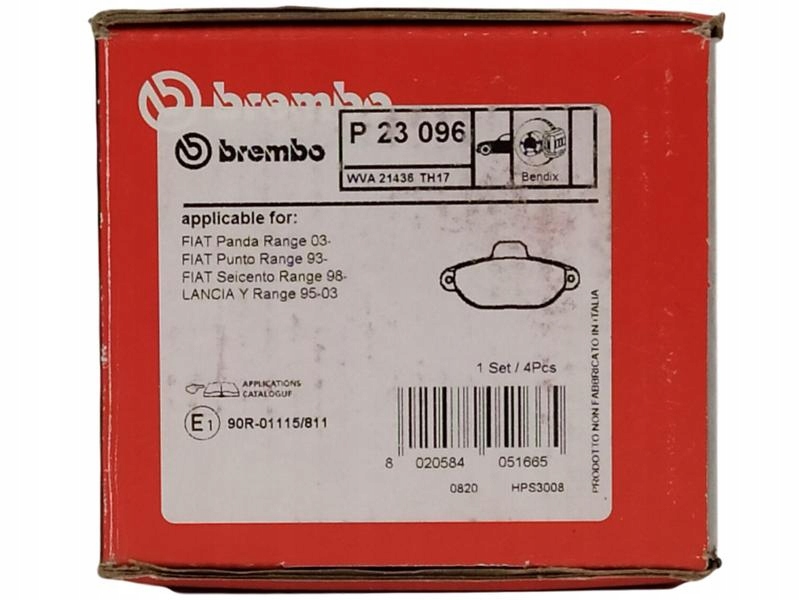 brembo
brembo
P 23 096
WVA 21436 TH17
Bendix
applicable for:
FIAT Panda Range 03-
FIAT Punto Range 93-
FIAT Seicento Range 98-
LANCIA Y Range 95-03
1 Set / 4Pcs
APPLICATIONS
CATALOGUE
E1 90R-01115/811
8 020584 051665
0820 HPS3008
PRODOTTO NON FABBRICATO IN ITALIA